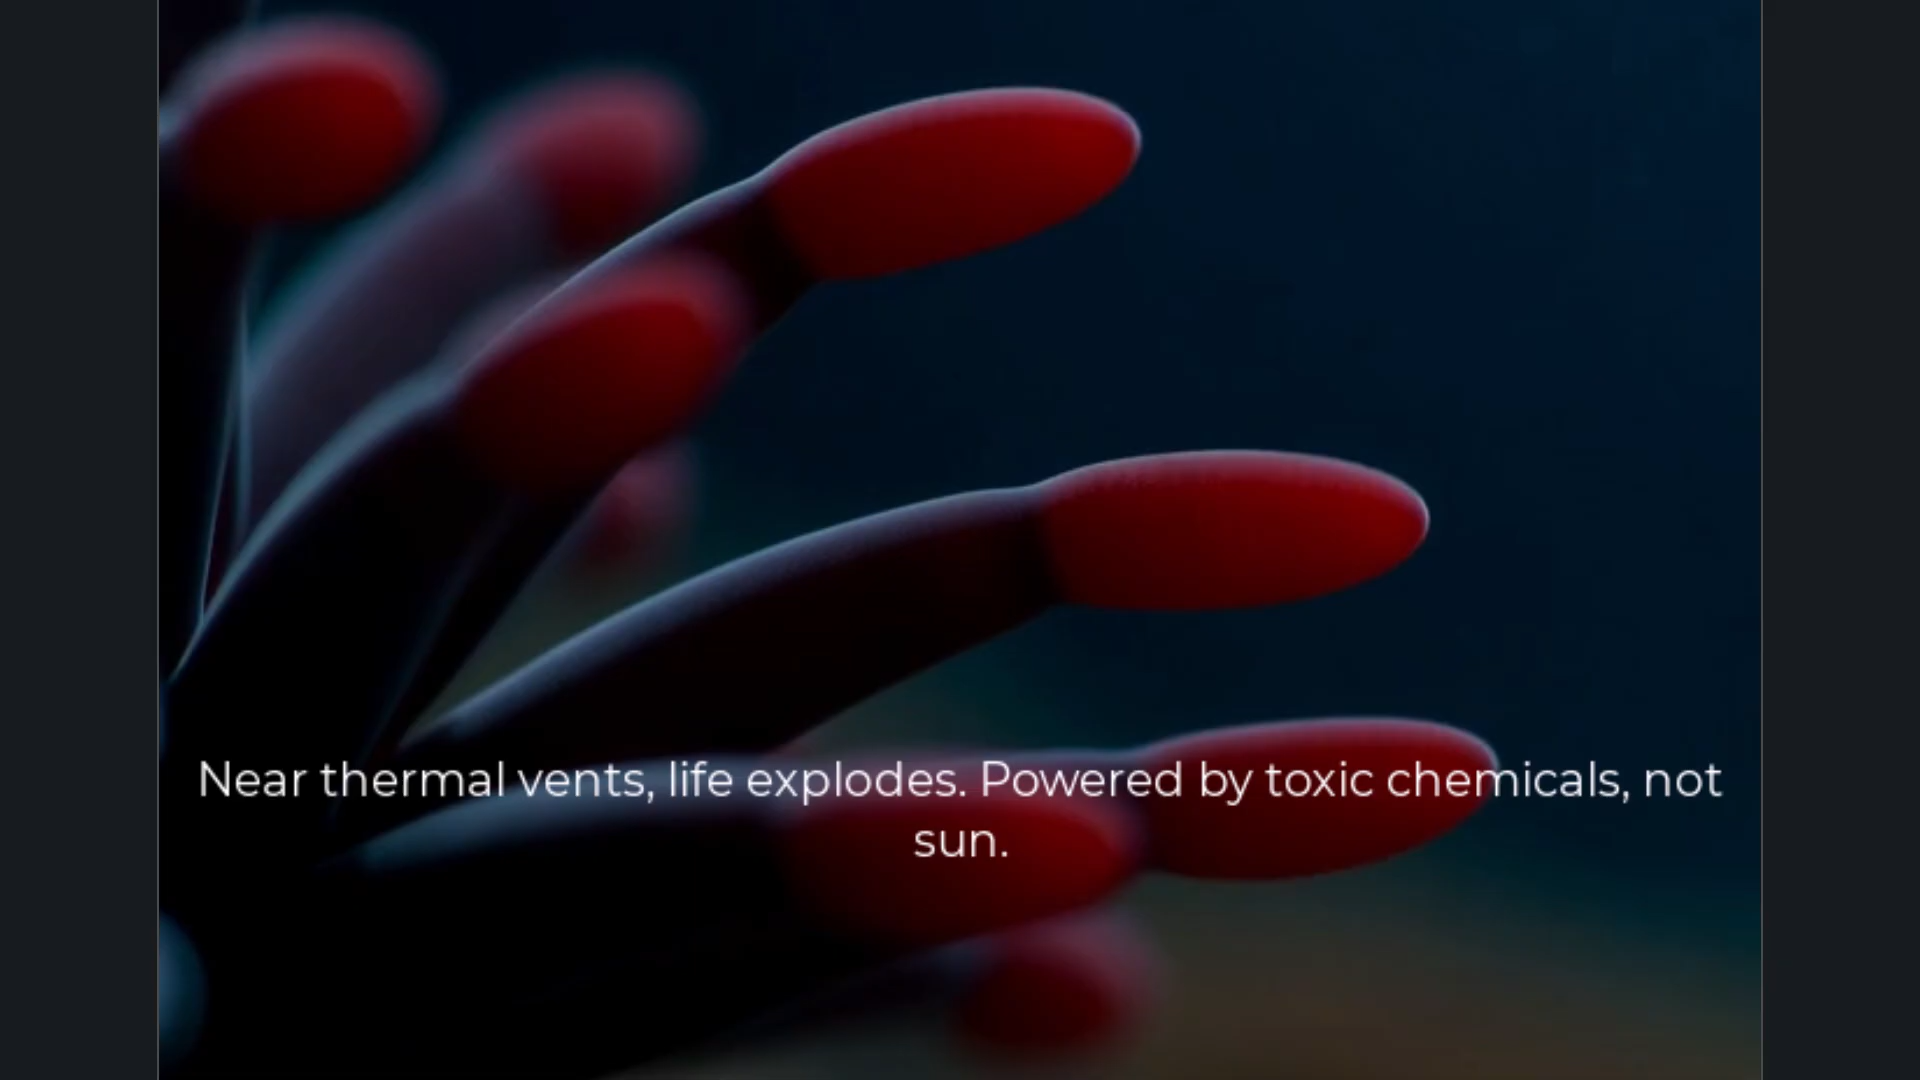 Near thermal vents, life explodes. Powered by toxic chemicals, not
sun.